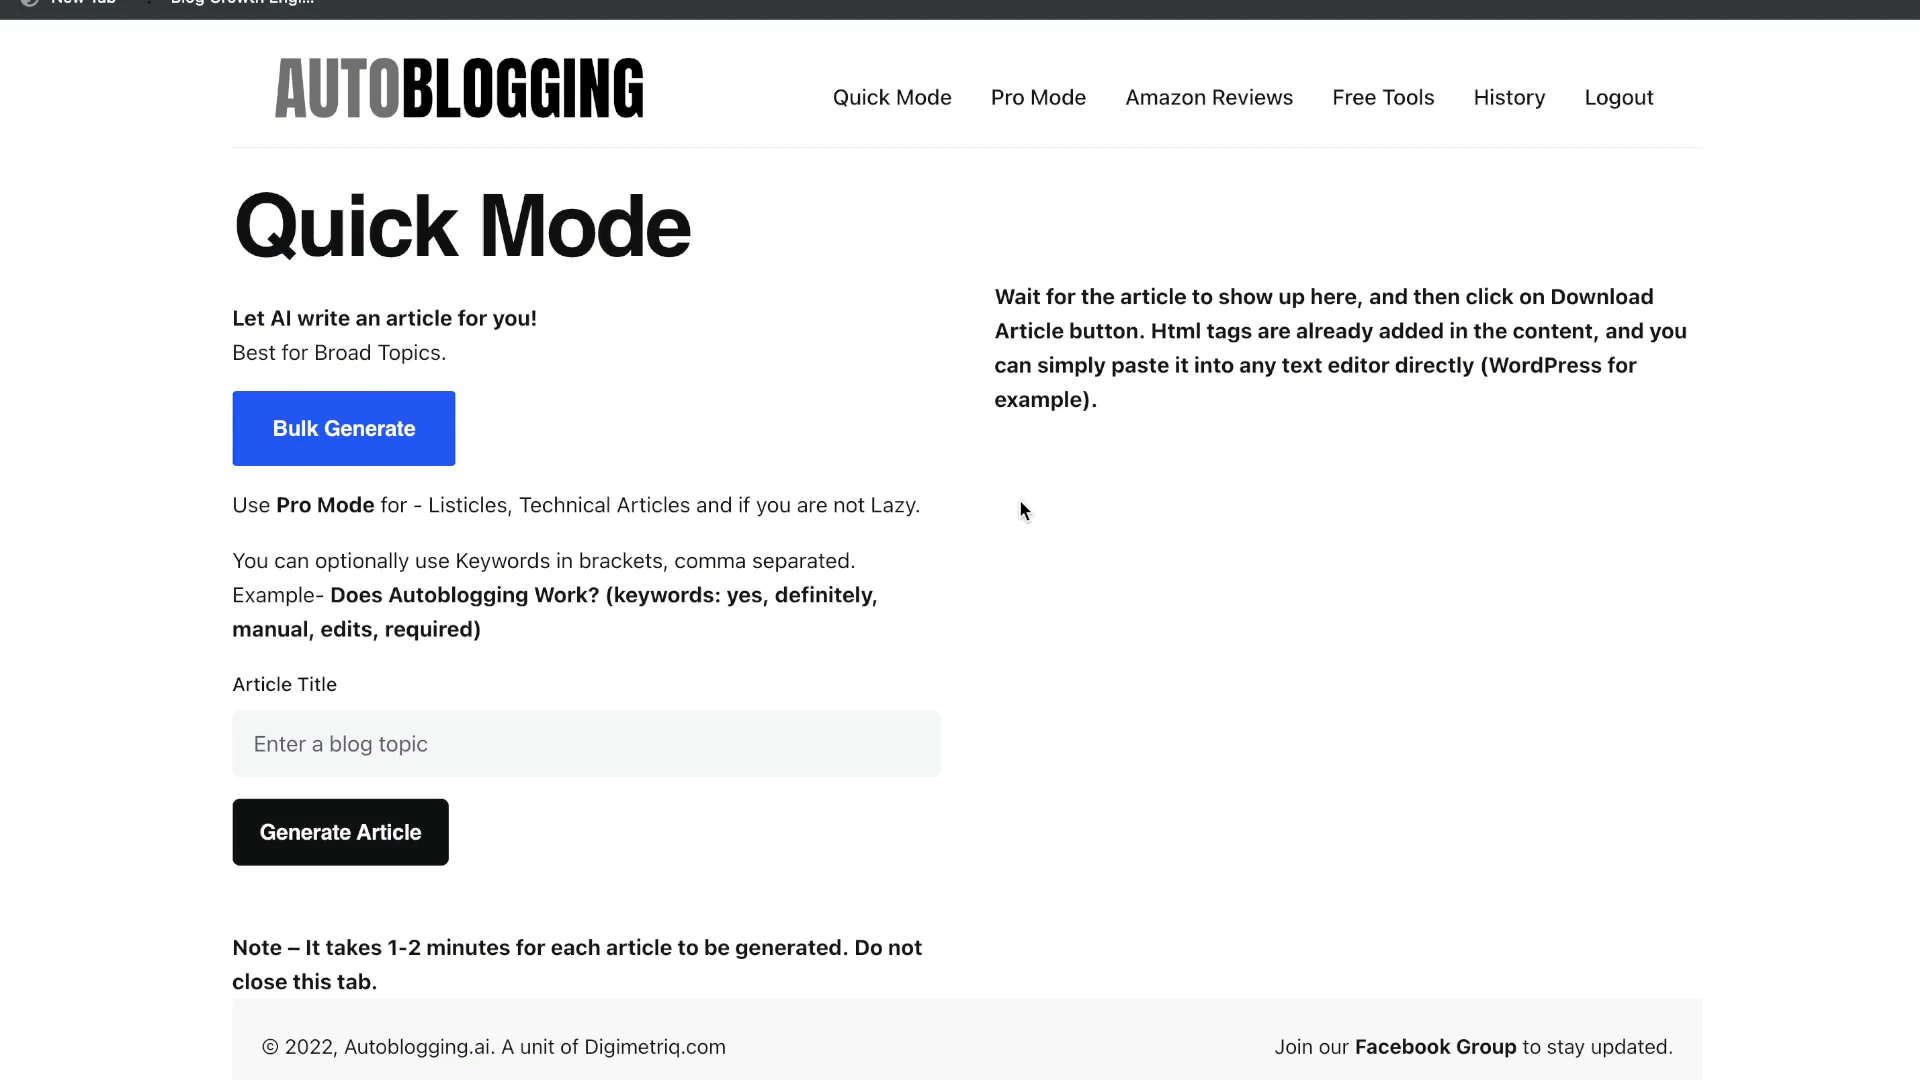 New Tab
Blog Growth Engi...
AUTOBLOGGING
Quick Mode
Pro Mode
Amazon Reviews
Free Tools
History
Logout
Quick Mode
Let AI write an article for you!
Best for Broad Topics.
Bulk Generate
Use Pro Mode for - Listicles, Technical Articles and if you are not Lazy.
You can optionally use Keywords in brackets, comma separated.
Example- Does Autoblogging Work? (keywords: yes, definitely,
manual, edits, required)
Article Title
Enter a blog topic
Generate Article
Note – It takes 1-2 minutes for each article to be generated. Do not
close this tab.
Wait for the article to show up here, and then click on Download
Article button. Html tags are already added in the content, and you
can simply paste it into any text editor directly (WordPress for
example).
© 2022, Autoblogging.ai. A unit of Digimetriq.com
Join our Facebook Group to stay updated.